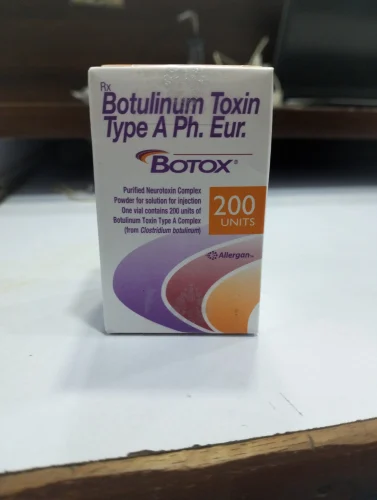 Rx
Botulinum Toxin
Type A Ph. Eur.
BOTOX®
Purified Neurotoxin Complex
Powder for solution for injection
One vial contains 200 units of
Botulinum Toxin Type A Complex
(from Clostridium botulinum)
200
UNITS
Allergan™